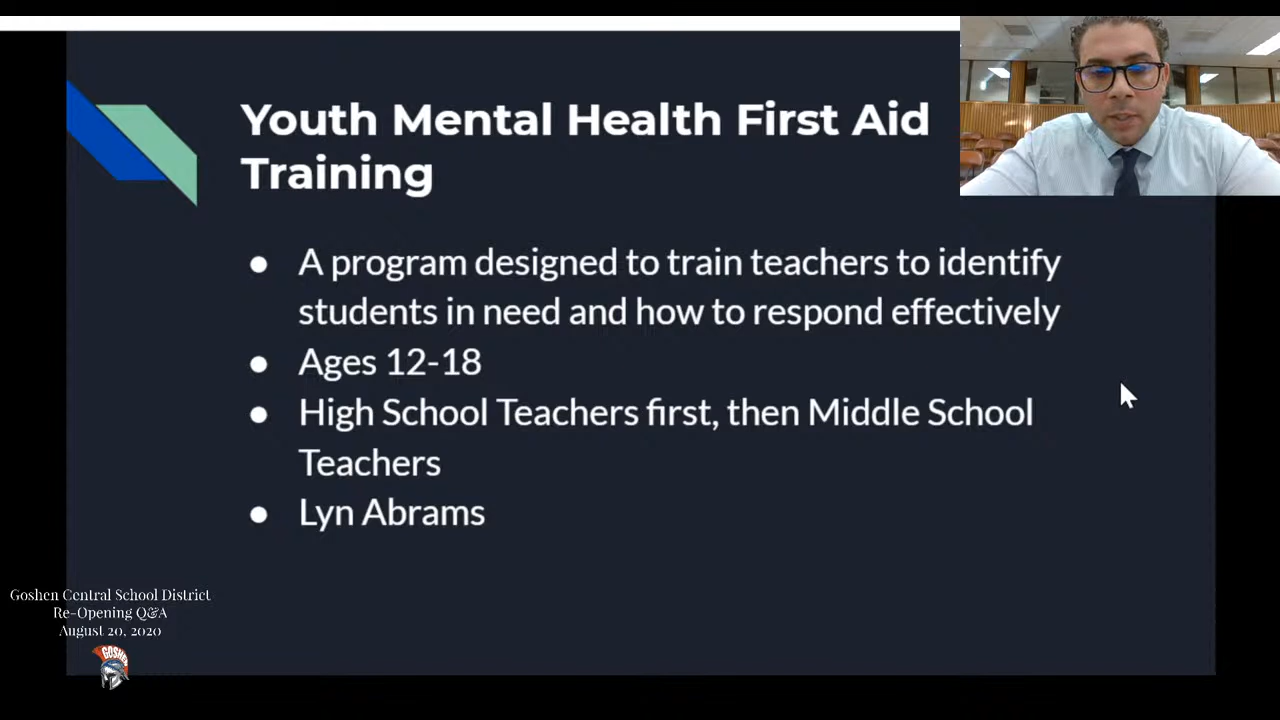 Youth Mental Health First Aid
Training
● A program designed to train teachers to identify
students in need and how to respond effectively
● Ages 12-18
● High School Teachers first, then Middle School
Teachers
● Lyn Abrams
Goshen Central School District
Re-Opening Q&A
August 20, 2020
GOSHEN